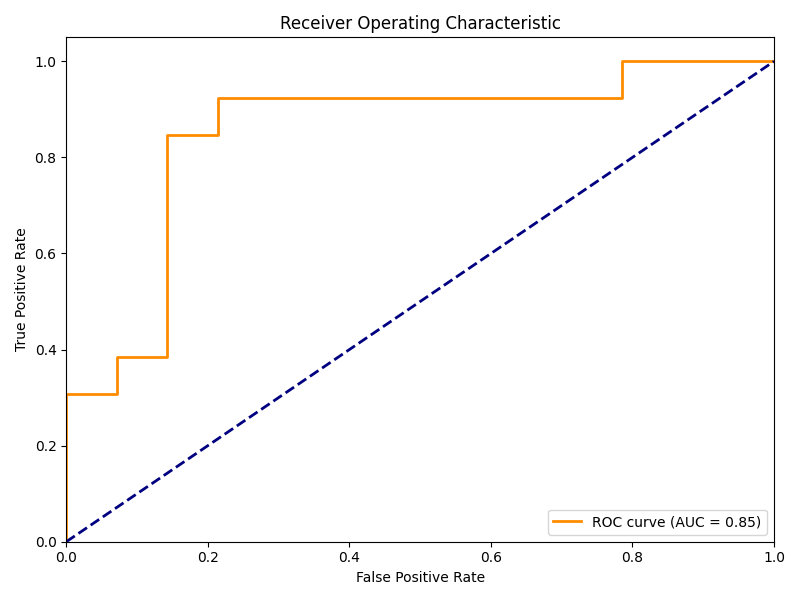 Receiver Operating Characteristic
True Positive Rate
1.0
0.8
0.6
0.4
0.2
0.0
ROC curve (AUC = 0.85)
0.0 0.2 0.4 0.6 0.8 1.0
False Positive Rate